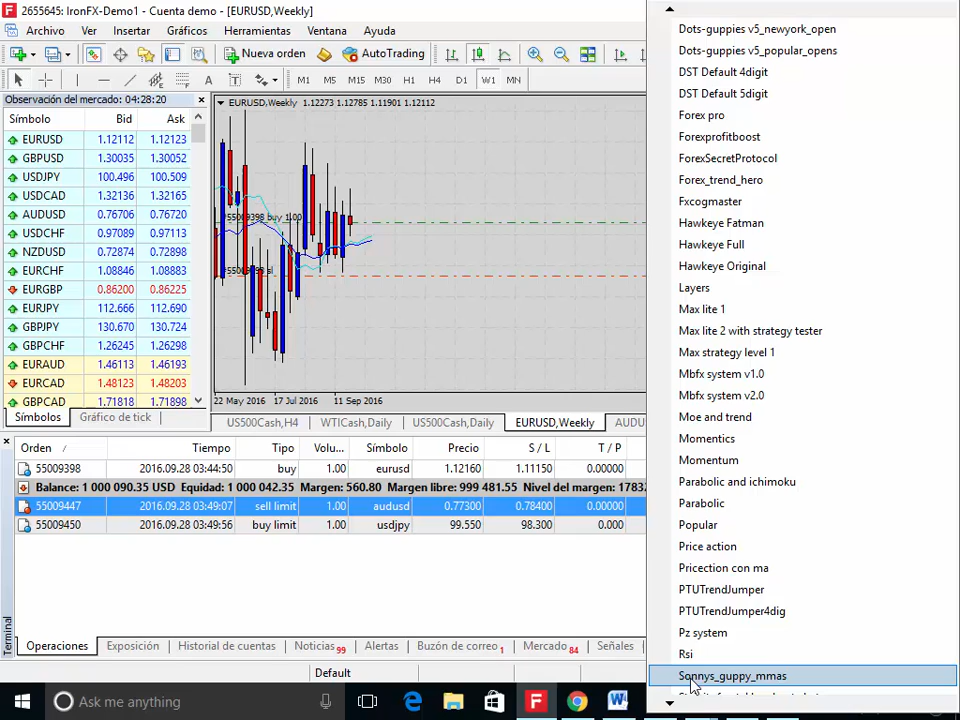 2655645: IronFX-Demo1 - Cuenta demo - [EURUSD,Weekly]
Archivo Ver Insertar Gráficos Herramientas Ventana Ayuda
Nueva orden AutoTrading
A T M1 M5 M15 M30 H1 H4 D1 W1 MN
Observación del mercado: 04:28:20
Símbolo Bid Ask
EURUSD 1.12112 1.12123
GBPUSD 1.30035 1.30052
USDJPY 100.496 100.509
USDCAD 1.32136 1.32165
AUDUSD 0.76706 0.76720
USDCHF 0.97089 0.97113
NZDUSD 0.72874 0.72898
EURCHF 1.08846 1.08883
EURGBP 0.86200 0.86225
EURJPY 112.666 112.690
GBPJPY 130.670 130.724
GBPCHF 1.26245 1.26298
EURAUD 1.46113 1.46193
EURCAD 1.48123 1.48203
GBPCAD 1.71818 1.71898
Símbolos Gráfico de tick
EURUSD,Weekly 1.12273 1.12785 1.11901 1.12112
#55009398 buy 1.00
#55009398 sl
22 May 2016 17 Jul 2016 11 Sep 2016
US500Cash,H4 WTICash,Daily US500Cash,Daily EURUSD,Weekly AUDU
Orden / Tiempo Tipo Volu... Símbolo Precio S / L T / P
55009398 2016.09.28 03:44:50 buy 1.00 eurusd 1.12160 1.11150 0.00000
Balance: 1 000 090.35 USD Equidad: 1 000 042.35 Margen: 560.80 Margen libre: 999 481.55 Nivel del margen: 1783
55009447 2016.09.28 03:49:07 sell limit 1.00 audusd 0.77300 0.78400 0.00000
55009450 2016.09.28 03:49:56 buy limit 1.00 usdjpy 99.550 98.300 0.000
Terminal
Operaciones Exposición Historial de cuentas Noticias 99 Alertas Buzón de correo 1 Mercado 84 Señales
Default
Ask me anything
Dots-guppies v5_newyork_open
Dots-guppies v5_popular_opens
DST Default 4digit
DST Default 5digit
Forex pro
Forexprofitboost
ForexSecretProtocol
Forex_trend_hero
Fxcogmaster
Hawkeye Fatman
Hawkeye Full
Hawkeye Original
Layers
Max lite 1
Max lite 2 with strategy tester
Max strategy level 1
Mbfx system v1.0
Mbfx system v2.0
Moe and trend
Momentics
Momentum
Parabolic and ichimoku
Parabolic
Popular
Price action
Pricection con ma
PTUTrendJumper
PTUTrendJumper4dig
Pz system
Rsi
Sonnys_guppy_mmas